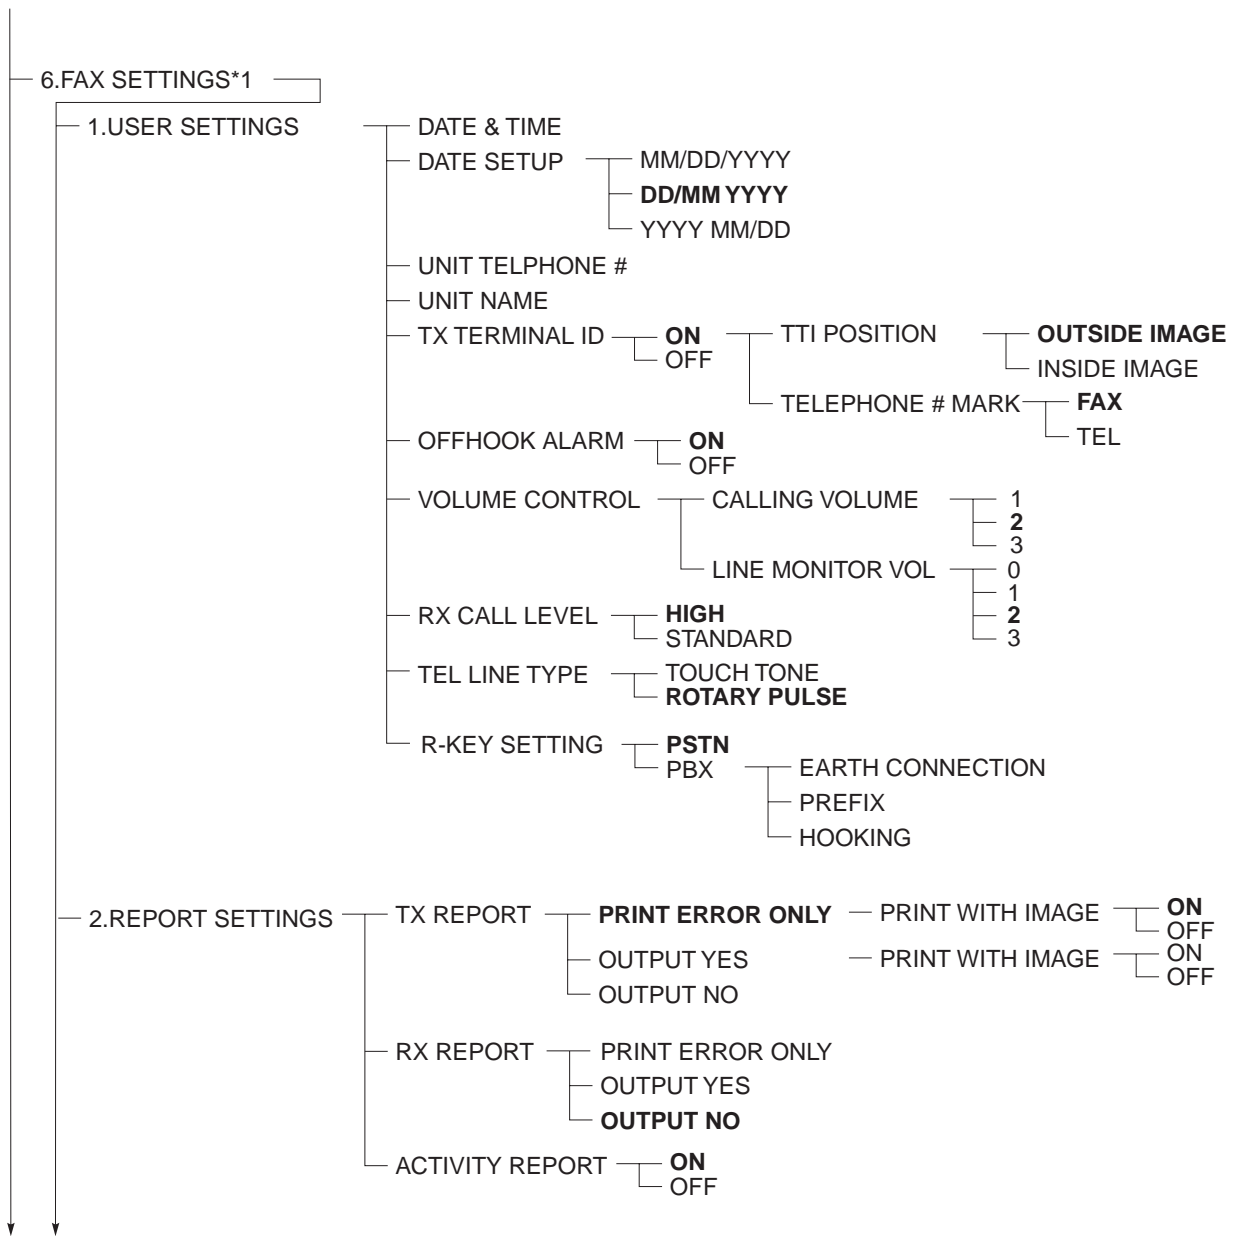 6.FAX SETTINGS*1
1.USER SETTINGS
DATE & TIME
DATE SETUP
MM/DD/YYYY
DD/MM YYYY
YYYY MM/DD
UNIT TELPHONE #
UNIT NAME
TX TERMINAL ID
ON
OFF
TTI POSITION
OUTSIDE IMAGE
INSIDE IMAGE
TELEPHONE # MARK
FAX
TEL
OFFHOOK ALARM
ON
OFF
VOLUME CONTROL
CALLING VOLUME
1
2
3
LINE MONITOR VOL
0
1
2
3
RX CALL LEVEL
HIGH
STANDARD
TEL LINE TYPE
TOUCH TONE
ROTARY PULSE
R-KEY SETTING
PSTN
PBX
EARTH CONNECTION
PREFIX
HOOKING
2.REPORT SETTINGS
TX REPORT
PRINT ERROR ONLY
PRINT WITH IMAGE
ON
OFF
OUTPUT YES
PRINT WITH IMAGE
ON
OFF
OUTPUT NO
RX REPORT
PRINT ERROR ONLY
OUTPUT YES
OUTPUT NO
ACTIVITY REPORT
ON
OFF